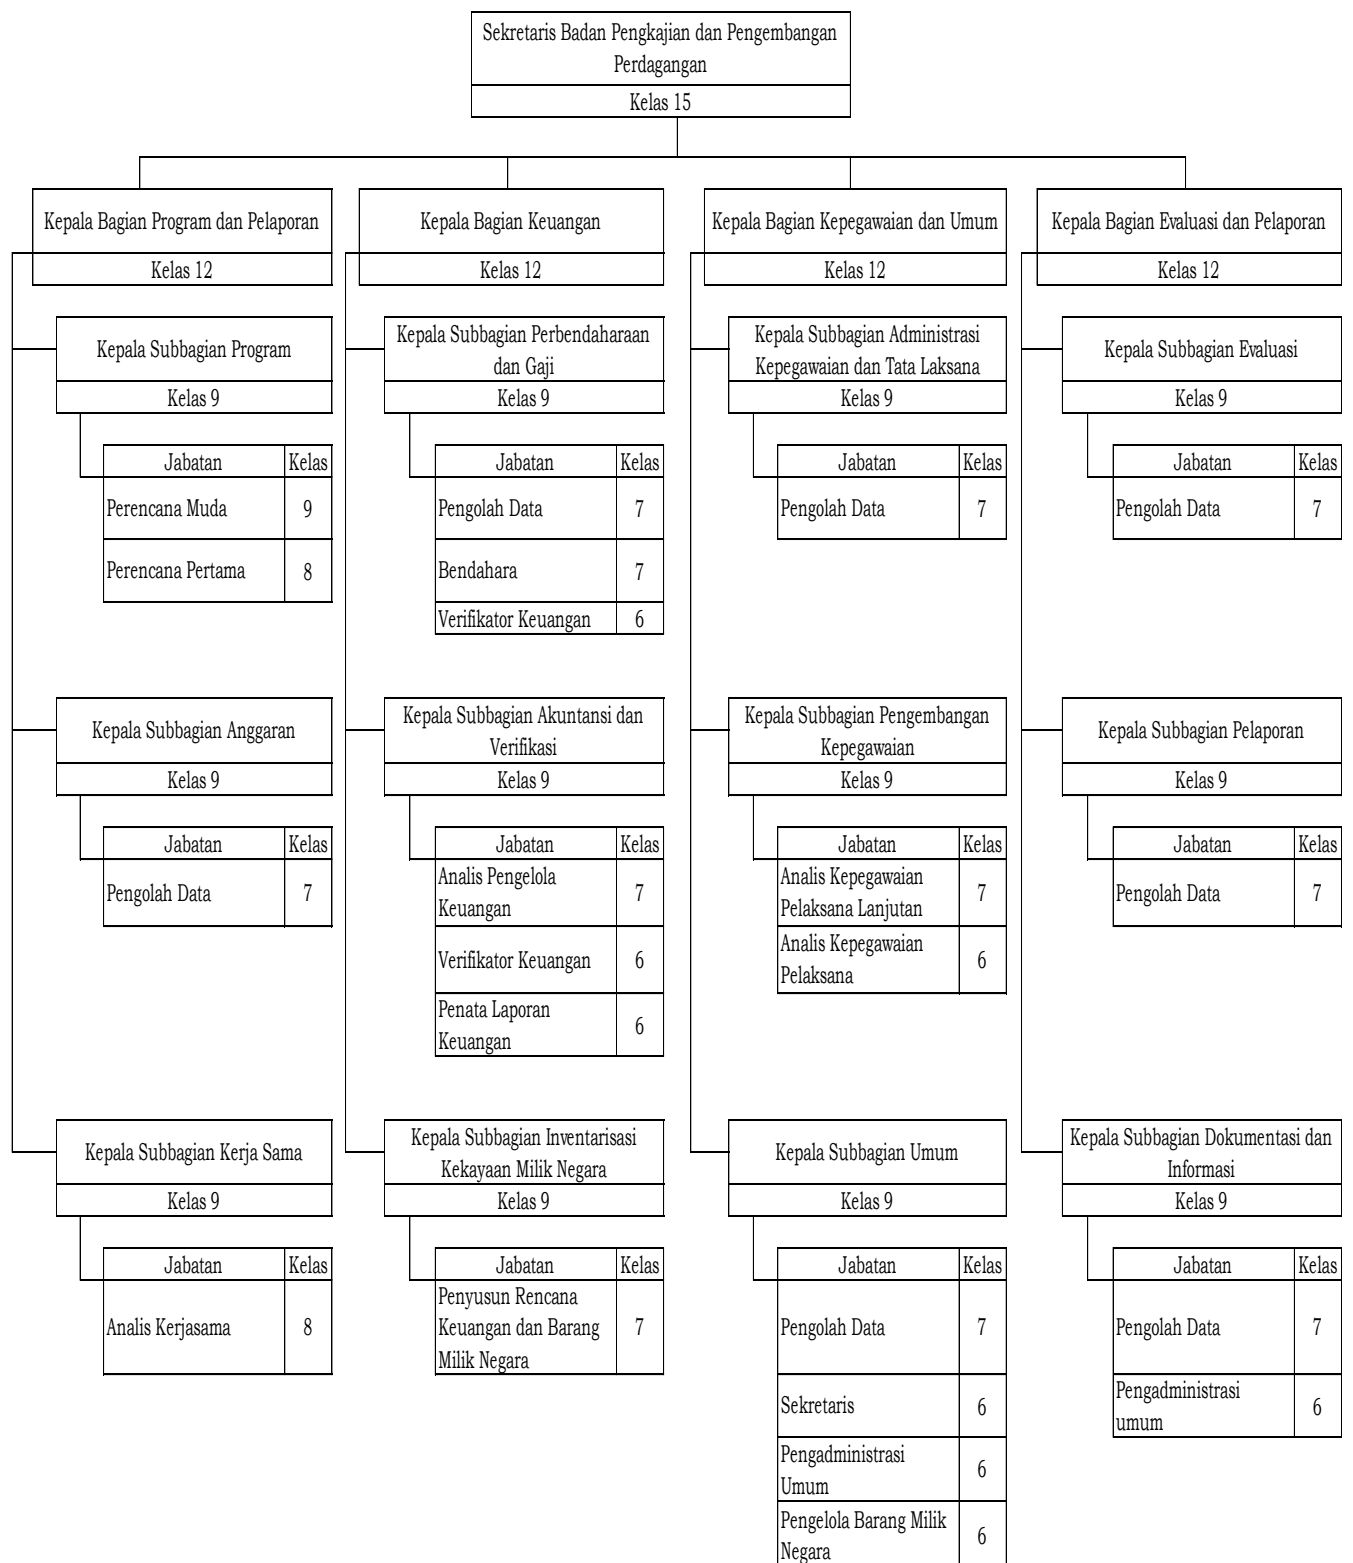 Sekretaris Badan Pengkajian dan Pengembangan
Perdagangan
Kelas 15
Kepala Bagian Program dan Pelaporan
Kelas 12
Kepala Bagian Keuangan
Kelas 12
Kepala Bagian Kepegawaian dan Umum
Kelas 12
Kepala Bagian Evaluasi dan Pelaporan
Kelas 12
Kepala Subbagian Program
Kelas 9
Jabatan Kelas
Perencana Muda 9
Perencana Pertama 8
Kepala Subbagian Perbendaharaan
dan Gaji
Kelas 9
Jabatan Kelas
Pengolah Data 7
Bendahara 7
Verifikator Keuangan 6
Kepala Subbagian Administrasi
Kepegawaian dan Tata Laksana
Kelas 9
Jabatan Kelas
Pengolah Data 7
Kepala Subbagian Evaluasi
Kelas 9
Jabatan Kelas
Pengolah Data 7
Kepala Subbagian Anggaran
Kelas 9
Jabatan Kelas
Pengolah Data 7
Kepala Subbagian Akuntansi dan
Verifikasi
Kelas 9
Jabatan Kelas
Analis Pengelola
Keuangan 7
Verifikator Keuangan 6
Penata Laporan
Keuangan 6
Kepala Subbagian Pengembangan
Kepegawaian
Kelas 9
Jabatan Kelas
Analis Kepegawaian
Pelaksana Lanjutan 7
Analis Kepegawaian
Pelaksana 6
Kepala Subbagian Pelaporan
Kelas 9
Jabatan Kelas
Pengolah Data 7
Kepala Subbagian Kerja Sama
Kelas 9
Jabatan Kelas
Analis Kerjasama 8
Kepala Subbagian Inventarisasi
Kekayaan Milik Negara
Kelas 9
Jabatan Kelas
Penyusun Rencana
Keuangan dan Barang 7
Milik Negara
Kepala Subbagian Umum
Kelas 9
Jabatan Kelas
Pengolah Data 7
Sekretaris 6
Pengadministrasi
Umum 6
Pengelola Barang Milik
Negara 6
Kepala Subbagian Dokumentasi dan
Informasi
Kelas 9
Jabatan Kelas
Pengolah Data 7
Pengadministrasi
umum 6